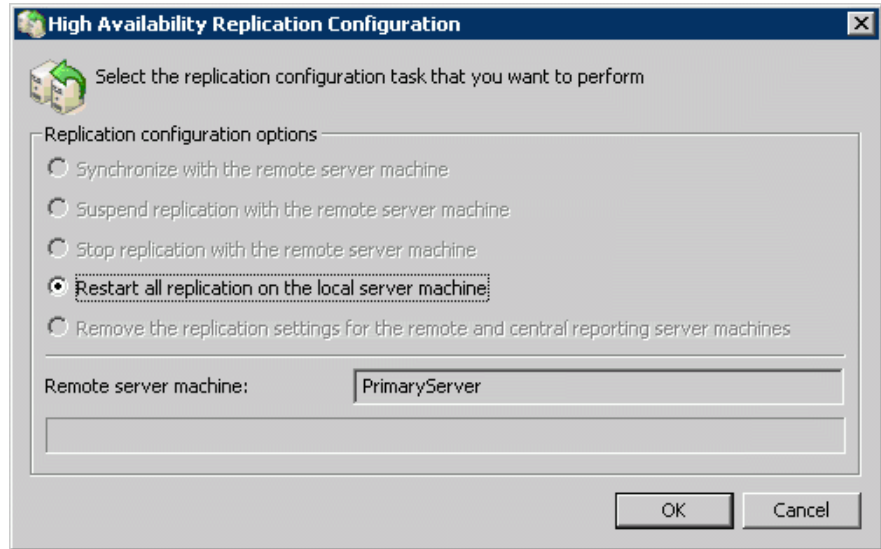 High Availability Replication Configuration
Select the replication configuration task that you want to perform
Replication configuration options
Synchronize with the remote server machine
Suspend replication with the remote server machine
Stop replication with the remote server machine
Restart all replication on the local server machine
Remove the replication settings for the remote and central reporting server machines
Remote server machine: PrimaryServer
OK Cancel